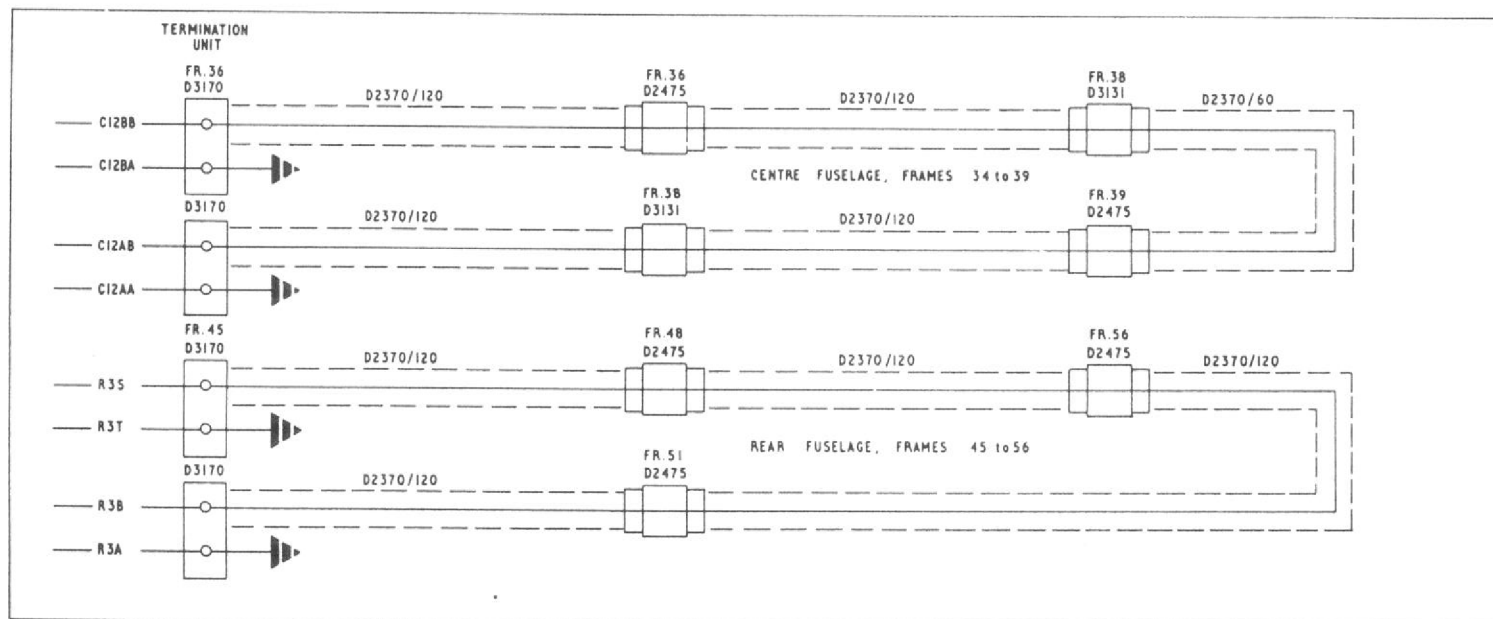 TERMINATION
UNIT
FR.36
D3170
D2370/120
FR.36
D2475
D2370/120
FR.38
D3131
D2370/60
C12BB
C12BA
CENTRE FUSELAGE, FRAMES 34 to 39
D3170
D2370/120
FR.38
D3131
D2370/120
FR.39
D2475
C12AB
C12AA
FR.45
D3170
D2370/120
FR.48
D2475
D2370/120
FR.56
D2475
D2370/120
R3S
R3T
REAR FUSELAGE, FRAMES 45 to 56
D3170
D2370/120
FR.51
D2475
R3B
R3A